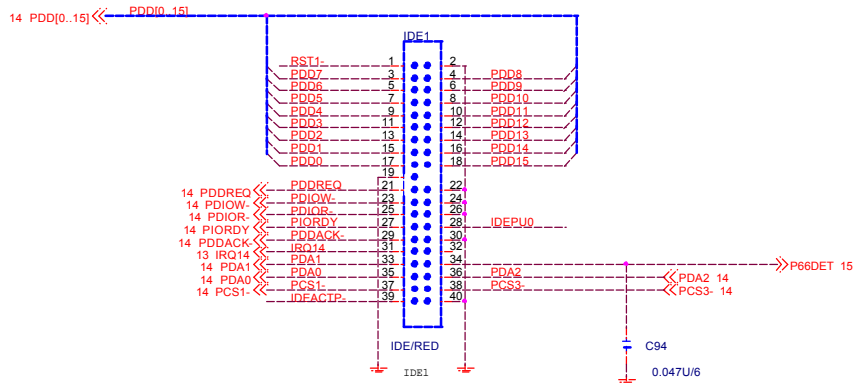 14 PDD[0..15] PDD[0..15]
IDE1
RST1- 1 2
PDD7 3 4 PDD8
PDD6 5 6 PDD9
PDD5 7 8 PDD10
PDD4 9 10 PDD11
PDD3 11 12 PDD12
PDD2 13 14 PDD13
PDD1 15 16 PDD14
PDD0 17 18 PDD15
19
14 PDDREQ PDDREQ 21 22
14 PDIOW- PDIOW- 23 24
14 PDIOR- PDIOR- 25 26
14 PIORDY PIORDY 27 28 IDEPU0
14 PDDACK- PDDACK- 29 30
13 IRQ14 IRQ14 31 32
14 PDA1 PDA1 33 34 P66DET 15
14 PDA0 PDA0 35 36 PDA2 PDA2 14
14 PCS1- PCS1- 37 38 PCS3- PCS3- 14
IDEACTP- 39 40
IDE/RED
C94
IDE1
0.047U/6